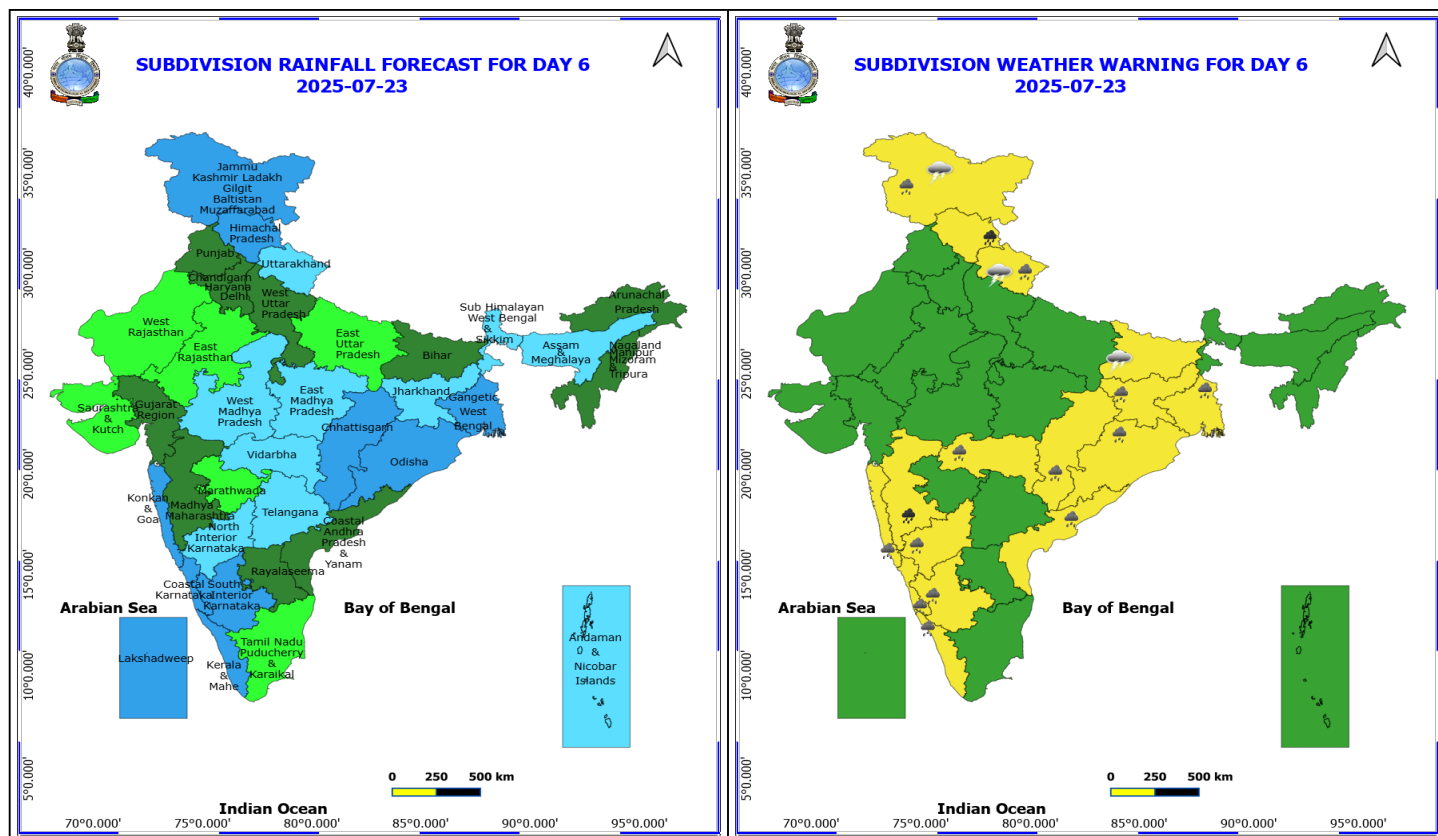 SUBDIVISION RAINFALL FORECAST FOR DAY 6
2025-07-23
40°0.000'
35°0.000'
30°0.000'
25°0.000'
20°0.000'
15°0.000'
10°0.000'
5°0.000'
Jammu
Kashmir Ladakh
Gilgit
Baltistan
Muzaffarabad
Himachal
Pradesh
Punjab
Uttarakhand
Chandigarh
Haryana
Delhi
West
Uttar
Pradesh
Arunachal
Pradesh
West
Rajasthan
East
Rajasthan
East
Uttar
Pradesh
Bihar
Sub Himalayan
West Bengal
&
Sikkim
Assam
&
Meghalaya
Nagaland
Manipur
Mizoram
&
Tripura
Saurashtra
&
Kutch
Gujarat
Region
West
Madhya
Pradesh
East
Madhya
Pradesh
Jharkhand
Gangetic
West
Bengal
Chhattisgarh
Odisha
Vidarbha
Konkan
&
Goa
Madhya
Maharashtra
Marathwada
North
Interior
Karnataka
Telangana
Coastal
Andhra
Pradesh
&
Yanam
Rayalaseema
Coastal
Karnataka
South
Interior
Karnataka
Arabian Sea
Bay of Bengal
Lakshadweep
Kerala
&
Mahe
Tamil Nadu
Puducherry
&
Karaikal
Andaman
&
Nicobar
Islands
0 250 500 km
Indian Ocean
70°0.000' 75°0.000' 80°0.000' 85°0.000' 90°0.000' 95°0.000'
SUBDIVISION WEATHER WARNING FOR DAY 6
2025-07-23
40°0.000'
35°0.000'
30°0.000'
25°0.000'
20°0.000'
15°0.000'
10°0.000'
5°0.000'
Arabian Sea
Bay of Bengal
0 250 500 km
Indian Ocean
70°0.000' 75°0.000' 80°0.000' 85°0.000' 90°0.000' 95°0.000'